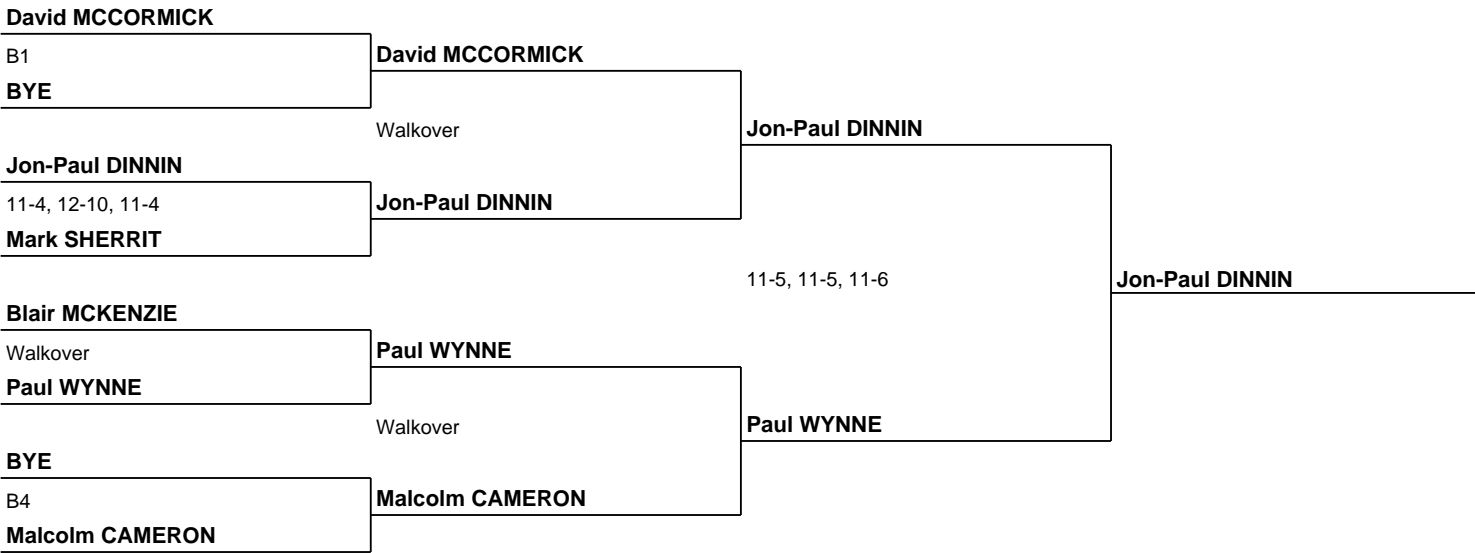 David MCCORMICK
B1
BYE
David MCCORMICK
Walkover
Jon-Paul DINNIN
Jon-Paul DINNIN
11-4, 12-10, 11-4
Mark SHERRIT
Jon-Paul DINNIN
11-5, 11-5, 11-6
Jon-Paul DINNIN
Blair MCKENZIE
Walkover
Paul WYNNE
Paul WYNNE
Walkover
Paul WYNNE
BYE
B4
Malcolm CAMERON
Malcolm CAMERON